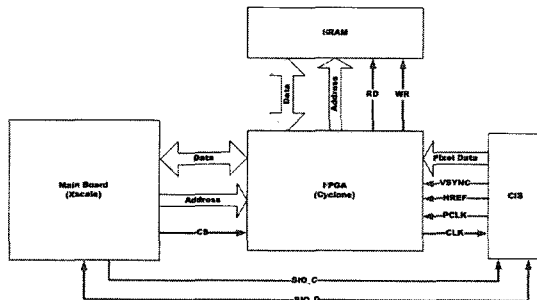 SRAM
Data
Address
RD
WR
Main Board
(Xscale)
Data
Address
CS
FPGA
(Cyclone)
Pixel Data
VSYNC
HREF
PCLK
CLK
CIS
SIO_C
SIO_D